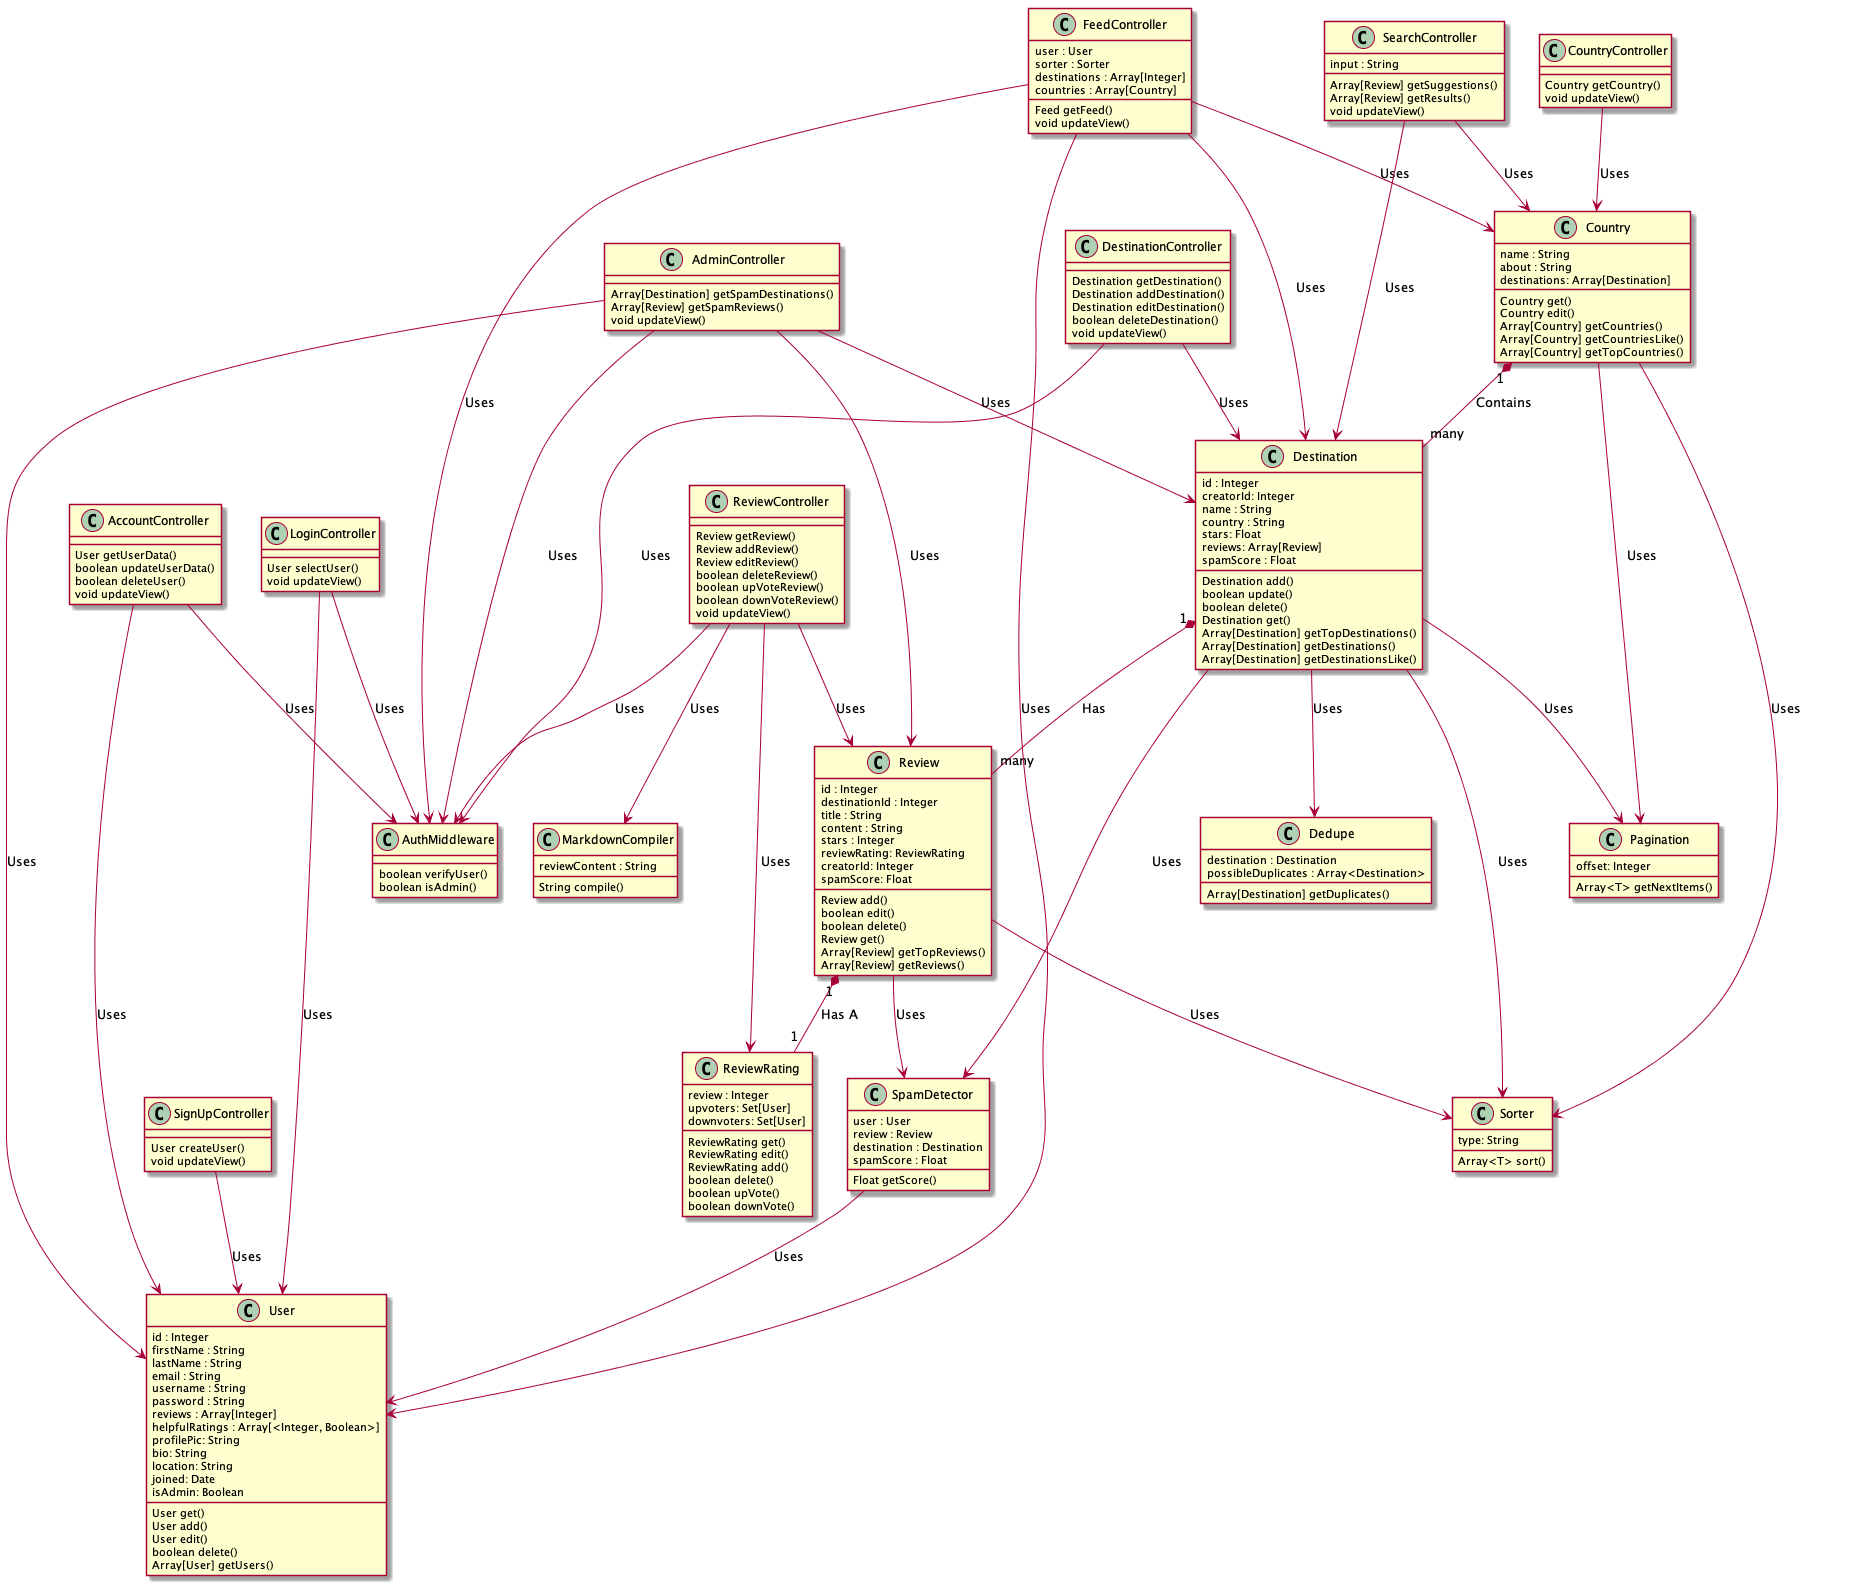 C FeedController
user : User
sorter : Sorter
destinations : Array[Integer]
countries : Array[Country]
Feed getFeed()
void updateView()
C SearchController
input : String
Array[Review] getSuggestions()
Array[Review] getResults()
void updateView()
C CountryController
Country getCountry()
void updateView()
Uses
Uses
Uses
C Country
name : String
about : String
destinations: Array[Destination]
Country get()
Country edit()
Array[Country] getCountries()
Array[Country] getCountriesLike()
Array[Country] getTopCountries()
C AdminController
Array[Destination] getSpamDestinations()
Array[Review] getSpamReviews()
void updateView()
C DestinationController
Destination getDestination()
Destination addDestination()
Destination editDestination()
boolean deleteDestination()
void updateView()
Uses
Uses
1
Uses
Uses
Uses
Contains
many
C Destination
id : Integer
creatorId: Integer
name : String
country : String
stars: Float
reviews: Array[Review]
spamScore : Float
Destination add()
boolean update()
boolean delete()
Destination get()
Array[Destination] getTopDestinations()
Array[Destination] getDestinations()
Array[Destination] getDestinationsLike()
C AccountController
User getUserData()
boolean updateUserData()
boolean deleteUser()
void updateView()
C LoginController
User selectUser()
void updateView()
C ReviewController
Review getReview()
Review addReview()
Review editReview()
boolean deleteReview()
boolean upVoteReview()
boolean downVoteReview()
void updateView()
Uses
Uses
Uses
Uses
1
Uses
Uses
Uses
Uses
Uses
Uses
Has
Uses
Uses
Uses
many
C Review
id : Integer
destinationId : Integer
title : String
content : String
stars : Integer
reviewRating: ReviewRating
creatorId: Integer
spamScore: Float
Review add()
boolean edit()
boolean delete()
Review get()
Array[Review] getTopReviews()
Array[Review] getReviews()
C AuthMiddleware
boolean verifyUser()
boolean isAdmin()
C MarkdownCompiler
reviewContent : String
String compile()
C Dedupe
destination : Destination
possibleDuplicates : Array<Destination>
Array[Destination] getDuplicates()
C Pagination
offset: Integer
Array<T> getNextItems()
Uses
Uses
Uses
Uses
1
Uses
Uses
Has A
Uses
Uses
1
C ReviewRating
review : Integer
upvoters: Set[User]
downvoters: Set[User]
ReviewRating get()
ReviewRating edit()
ReviewRating add()
boolean delete()
boolean upVote()
boolean downVote()
C SpamDetector
user : User
review : Review
destination : Destination
spamScore : Float
Float getScore()
C Sorter
type: String
Array<T> sort()
C SignUpController
User createUser()
void updateView()
Uses
Uses
C User
id : Integer
firstName : String
lastName : String
email : String
username : String
password : String
reviews : Array[Integer]
helpfulRatings : Array[<Integer, Boolean>]
profilePic: String
bio: String
location: String
joined: Date
isAdmin: Boolean
User get()
User add()
User edit()
boolean delete()
Array[User] getUsers()